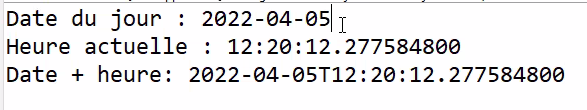 Date du jour : 2022-04-05
Heure actuelle : 12:20:12.277584800
Date + heure: 2022-04-05T12:20:12.277584800